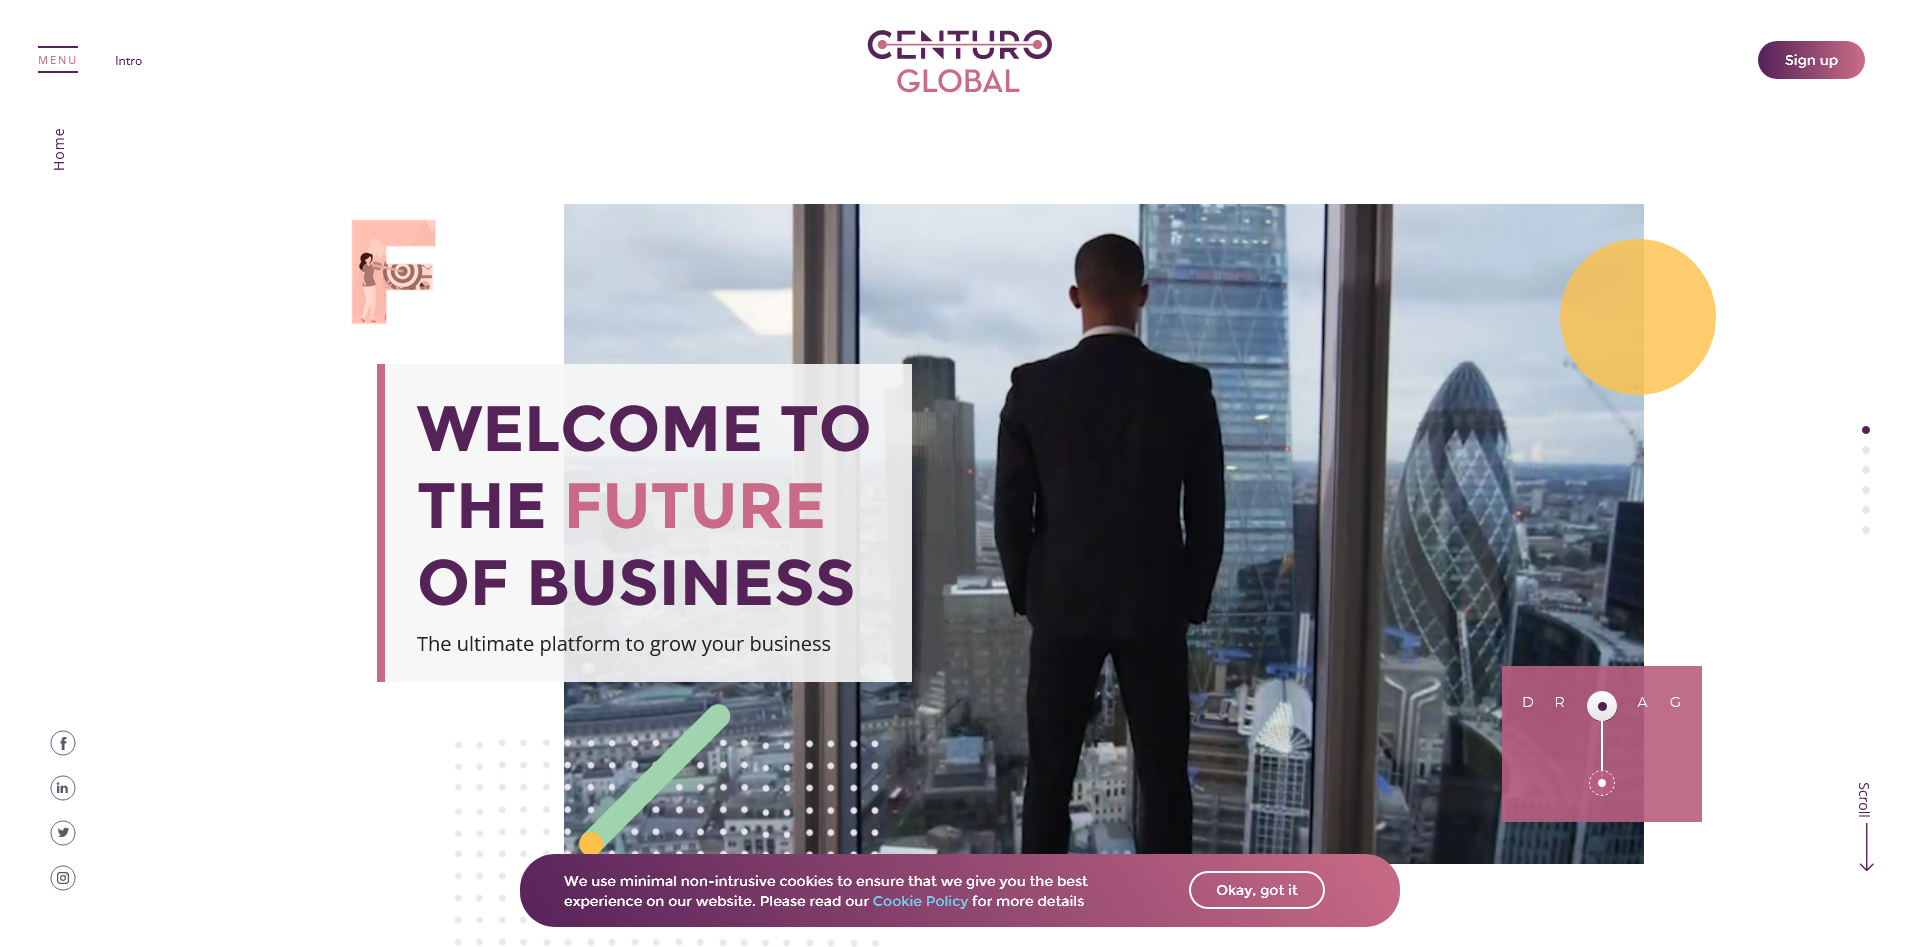 MENU
Intro
CENTURO
GLOBAL
Sign up
Home
F
WELCOME TO
THE FUTURE
OF BUSINESS
The ultimate platform to grow your business
D R A G
Scroll
We use minimal non-intrusive cookies to ensure that we give you the best
experience on our website. Please read our Cookie Policy for more details
Okay, got it